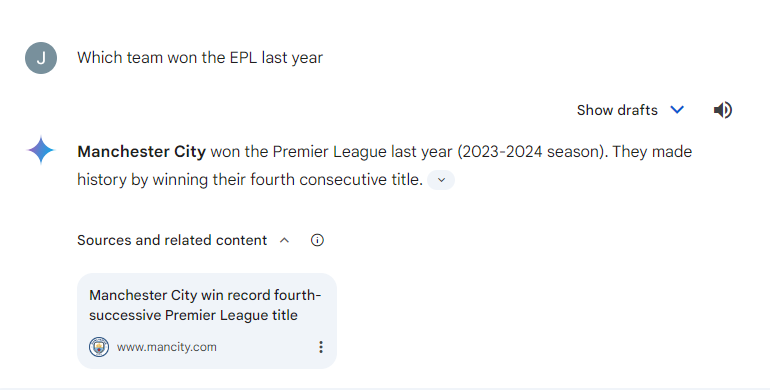 J
Which team won the EPL last year
Show drafts
Manchester City won the Premier League last year (2023-2024 season). They made
history by winning their fourth consecutive title.
Sources and related content
Manchester City win record fourth-
successive Premier League title
www.mancity.com